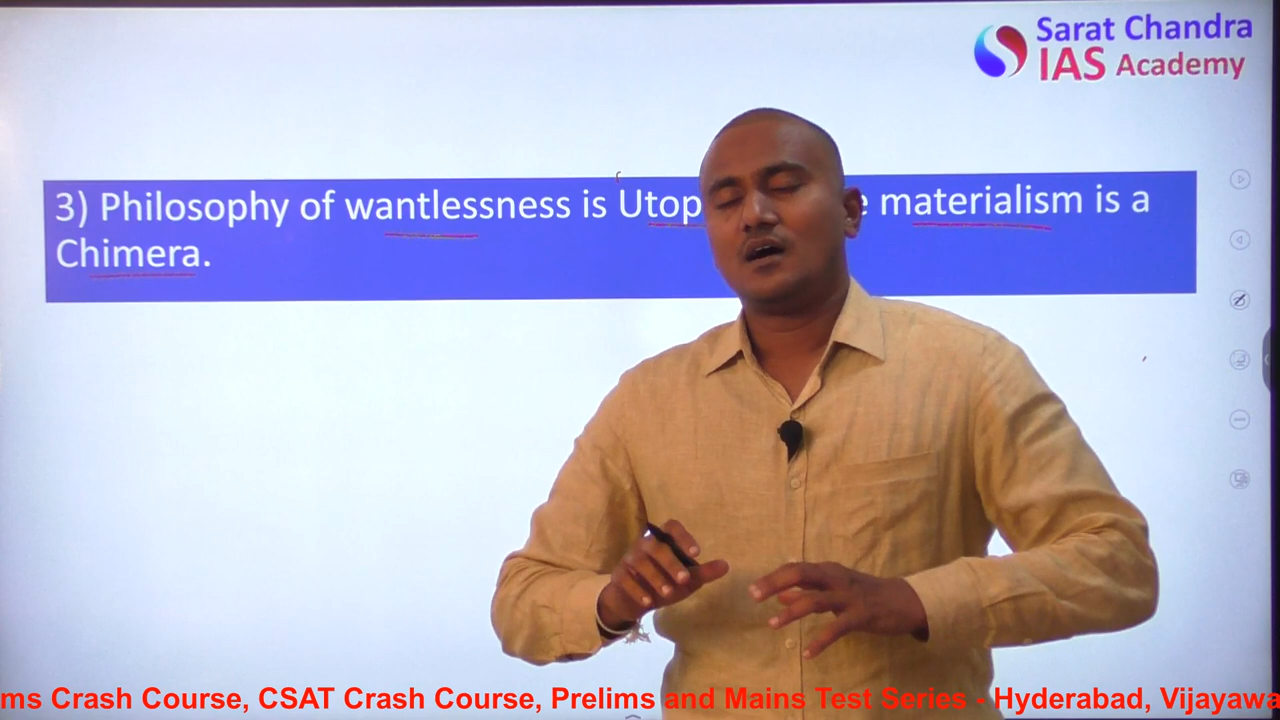 Sarat Chandra
IAS Academy
3) Philosophy of wantlessness is Utop e materialism is a
Chimera.
ms Crash Course, CSAT Crash Course, Prelims and Mains Test Series - Hyderabad, Vijayawa